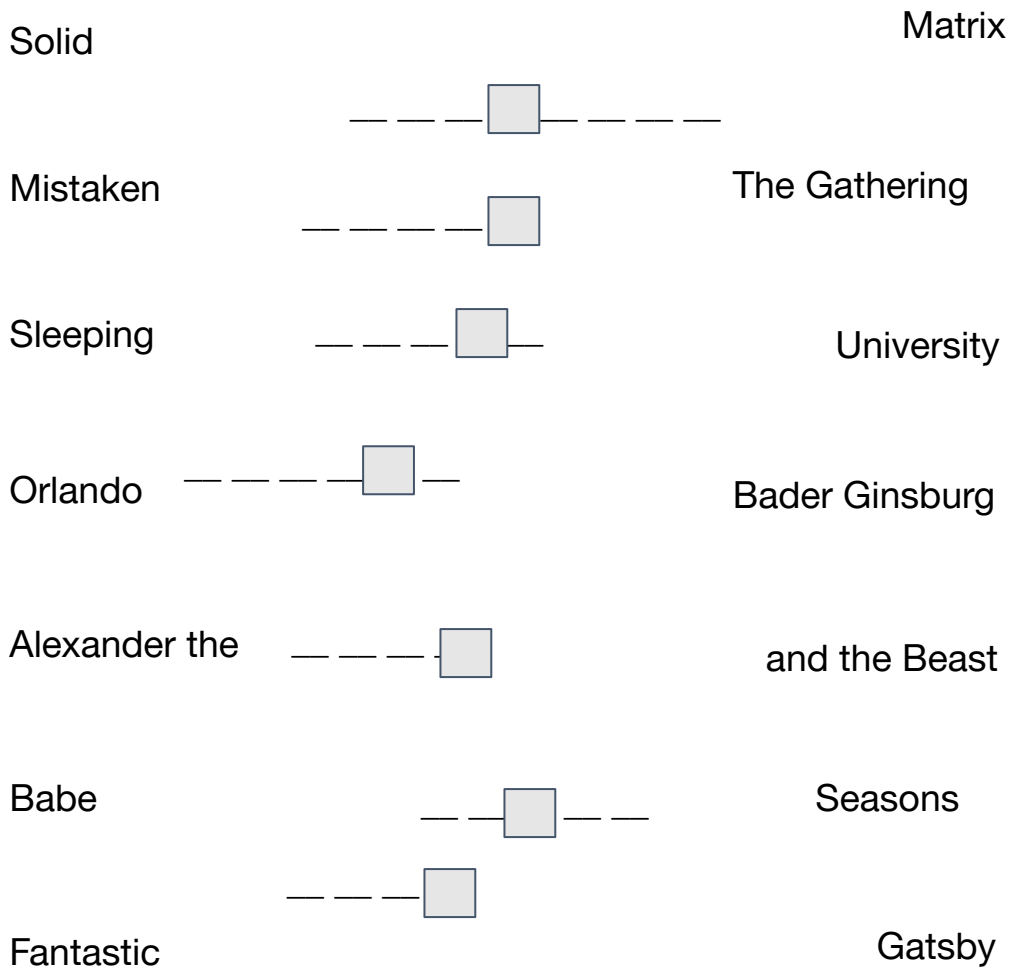 Solid
Matrix
Mistaken
The Gathering
Sleeping
University
Orlando
Bader Ginsburg
Alexander the
and the Beast
Babe
Seasons
Fantastic
Gatsby